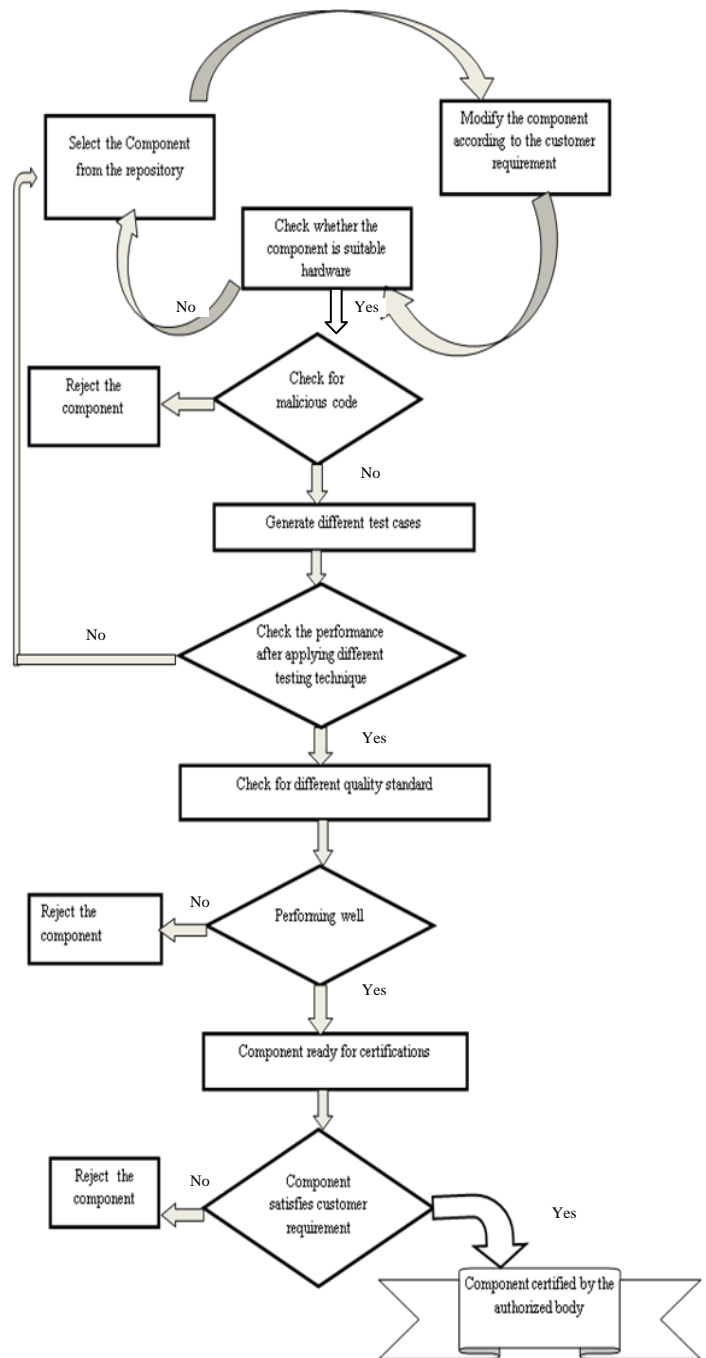 Select the Component
from the repository
Modify the component
according to the customer
requirement
Check whether the
component is suitable
hardware
No
Yes
Check for
malicious code
Reject the
component
No
Generate different test cases
Check the performance
after applying different
testing technique
No
Yes
Check for different quality standard
Performing well
No
Reject the
component
Yes
Component ready for certifications
Component
satisfies customer
requirement
No
Reject the
component
Yes
Component certified by the
authorized body